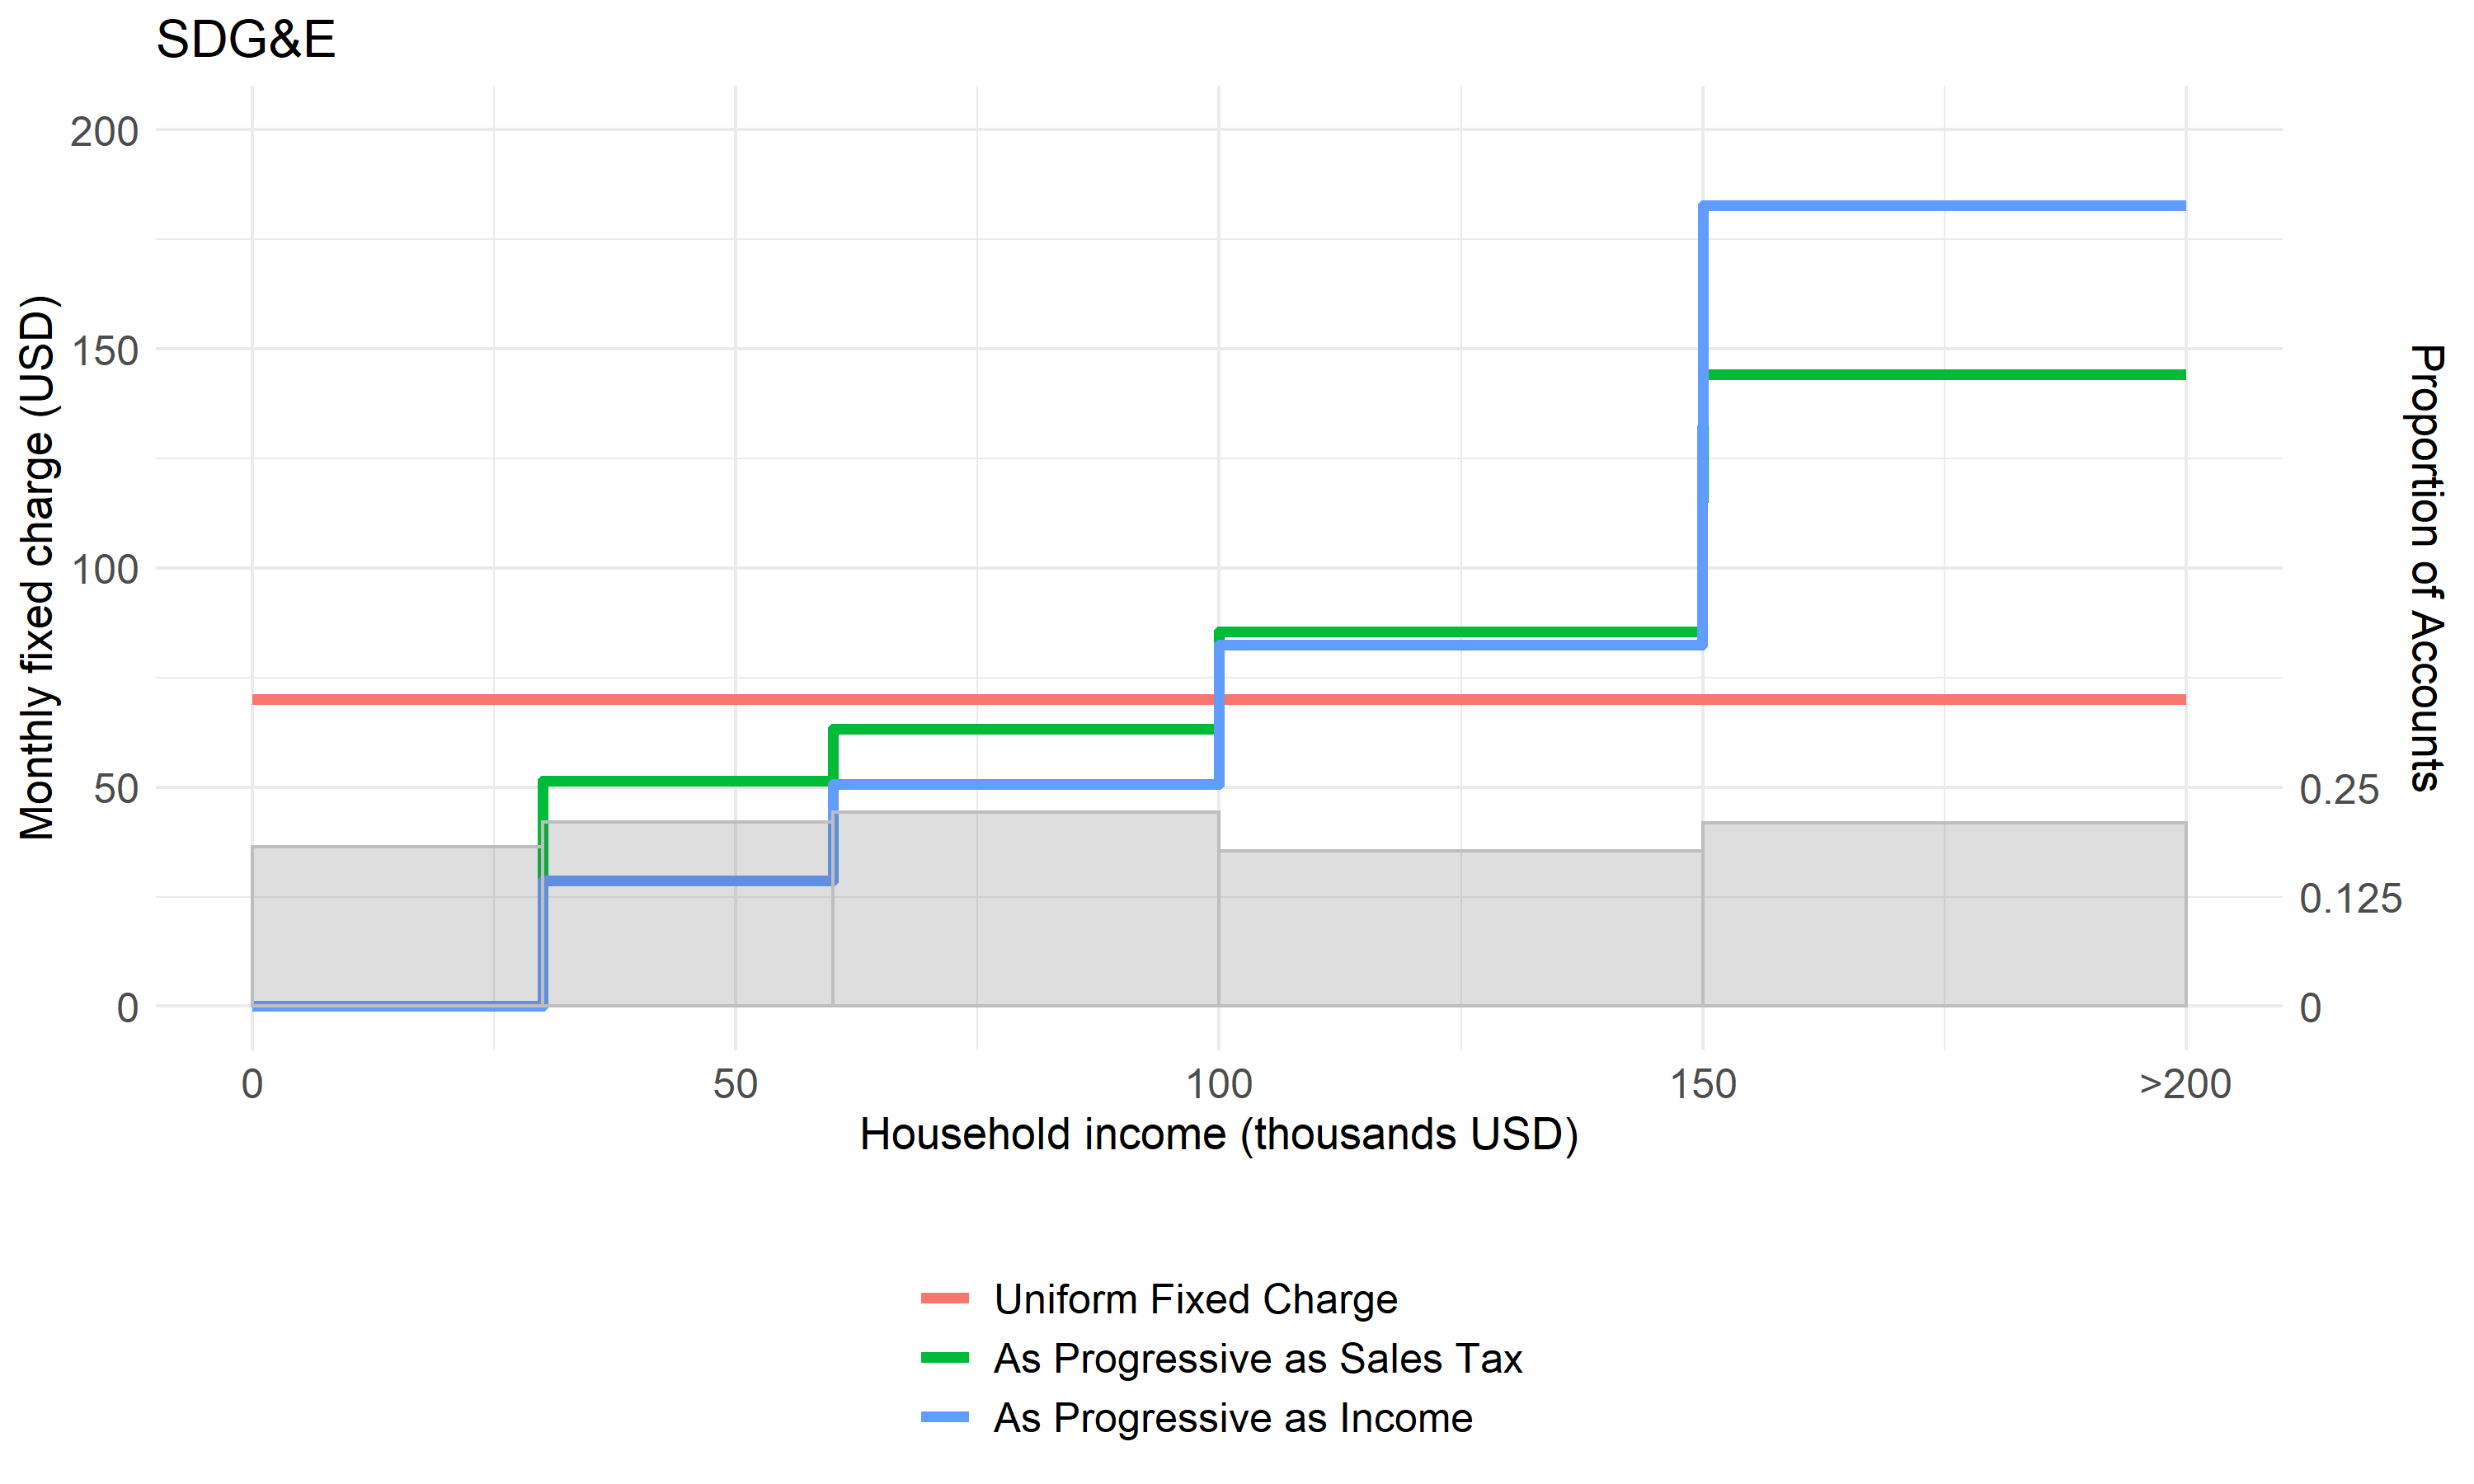 SDG&E
200
150
100
50
0
Monthly fixed charge (USD)
0.25
0.125
0
Proportion of Accounts
0 50 100 150 >200
Household income (thousands USD)
Uniform Fixed Charge
As Progressive as Sales Tax
As Progressive as Income